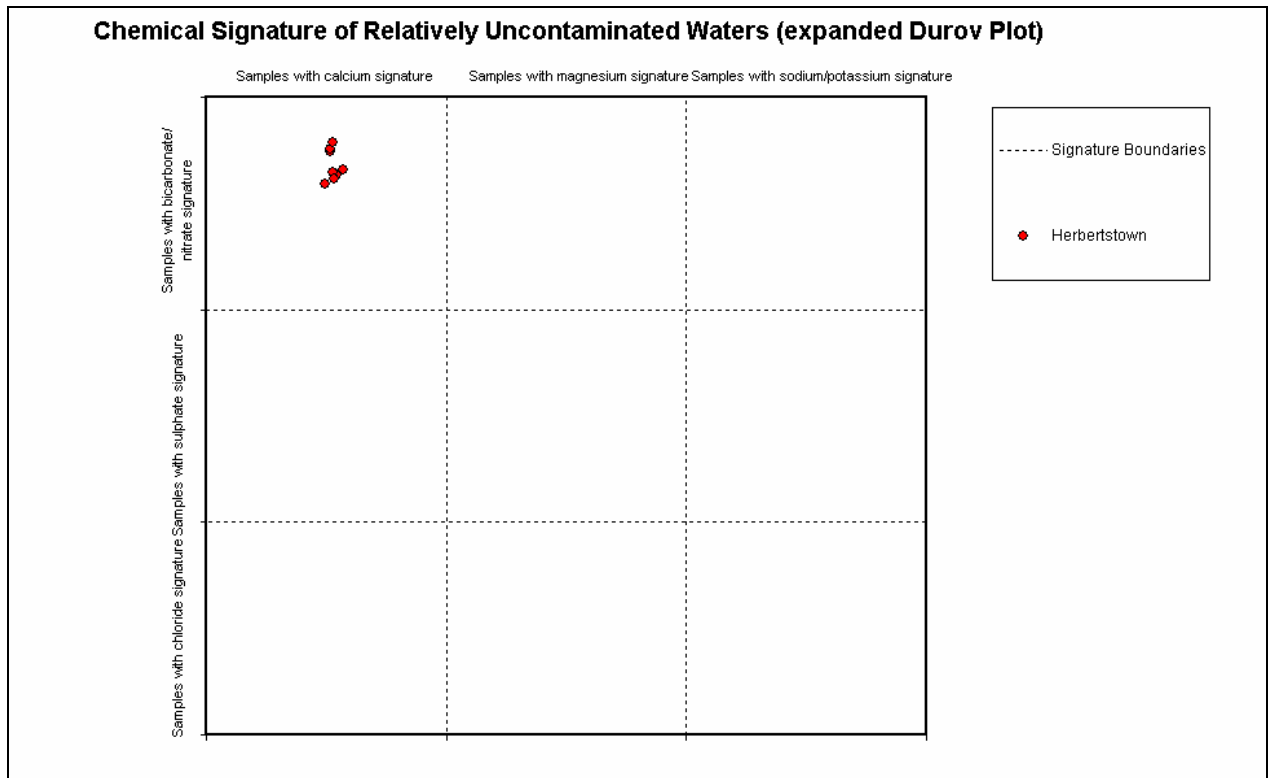 Chemical Signature of Relatively Uncontaminated Waters (expanded Durov Plot)
Samples with calcium signature
Samples with magnesium signature
Samples with sodium/potassium signature
Samples with bicarbonate/
nitrate signature
Samples with sulphate signature
Samples with chloride signature
Signature Boundaries
Herbertstown